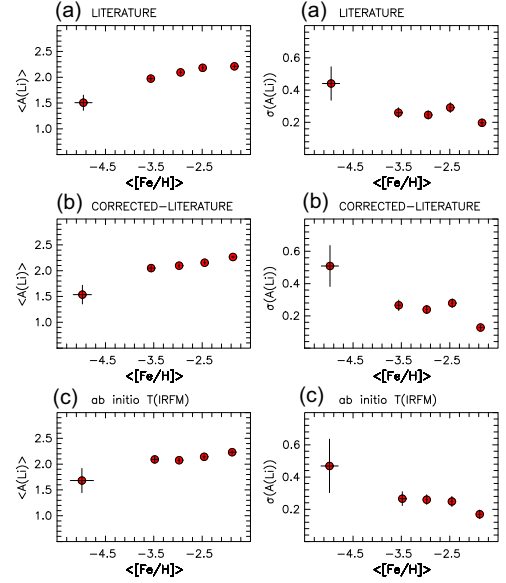 (a) LITERATURE
<A(Li)>
2.5
2.0
1.5
1.0
−4.5 −3.5 −2.5
<[Fe/H]>
(a) LITERATURE
σ(A(Li))
0.6
0.4
0.2
−4.5 −3.5 −2.5
<[Fe/H]>
(b) CORRECTED−LITERATURE
<A(Li)>
2.5
2.0
1.5
1.0
−4.5 −3.5 −2.5
<[Fe/H]>
(b) CORRECTED−LITERATURE
σ(A(Li))
0.6
0.4
0.2
−4.5 −3.5 −2.5
<[Fe/H]>
(c) ab initio T(IRFM)
<A(Li)>
2.5
2.0
1.5
1.0
−4.5 −3.5 −2.5
<[Fe/H]>
(c) ab initio T(IRFM)
σ(A(Li))
0.6
0.4
0.2
−4.5 −3.5 −2.5
<[Fe/H]>